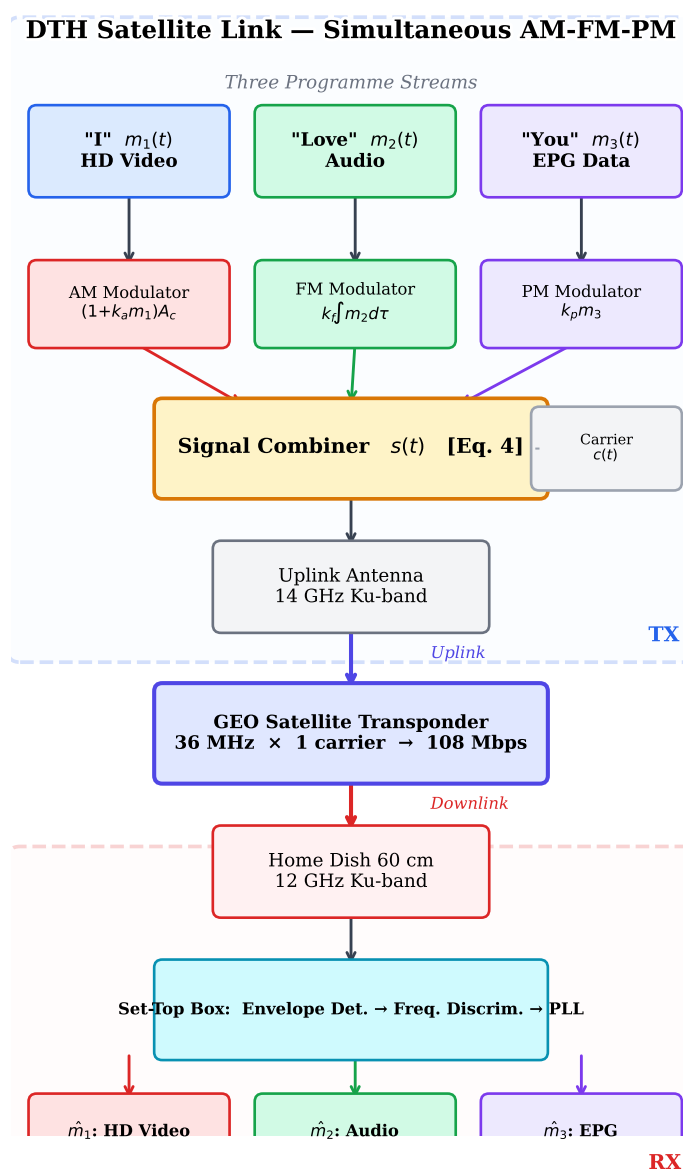 DTH Satellite Link — Simultaneous AM-FM-PM
Three Programme Streams
"I" m₁(t)
HD Video
"Love" m₂(t)
Audio
"You" m₃(t)
EPG Data
AM Modulator
(1+kₐm₁)A_c
FM Modulator
k_f∫m₂dτ
PM Modulator
kₚm₃
Signal Combiner s(t) [Eq. 4]
Carrier
c(t)
Uplink Antenna
14 GHz Ku-band
TX
Uplink
GEO Satellite Transponder
36 MHz × 1 carrier → 108 Mbps
Downlink
Home Dish 60 cm
12 GHz Ku-band
Set-Top Box: Envelope Det. → Freq. Discrim. → PLL
m̂₁: HD Video
m̂₂: Audio
m̂₃: EPG
RX